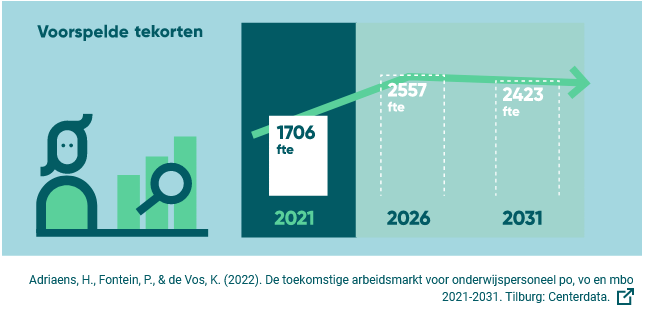 Voorspelde tekorten
1706
fte
2557
fte
2423
fte
2021
2026
2031
Adriaens, H., Fontein, P., & de Vos, K. (2022). De toekomstige arbeidsmarkt voor onderwijspersoneel po, vo en mbo
2021-2031. Tilburg: Centerdata.